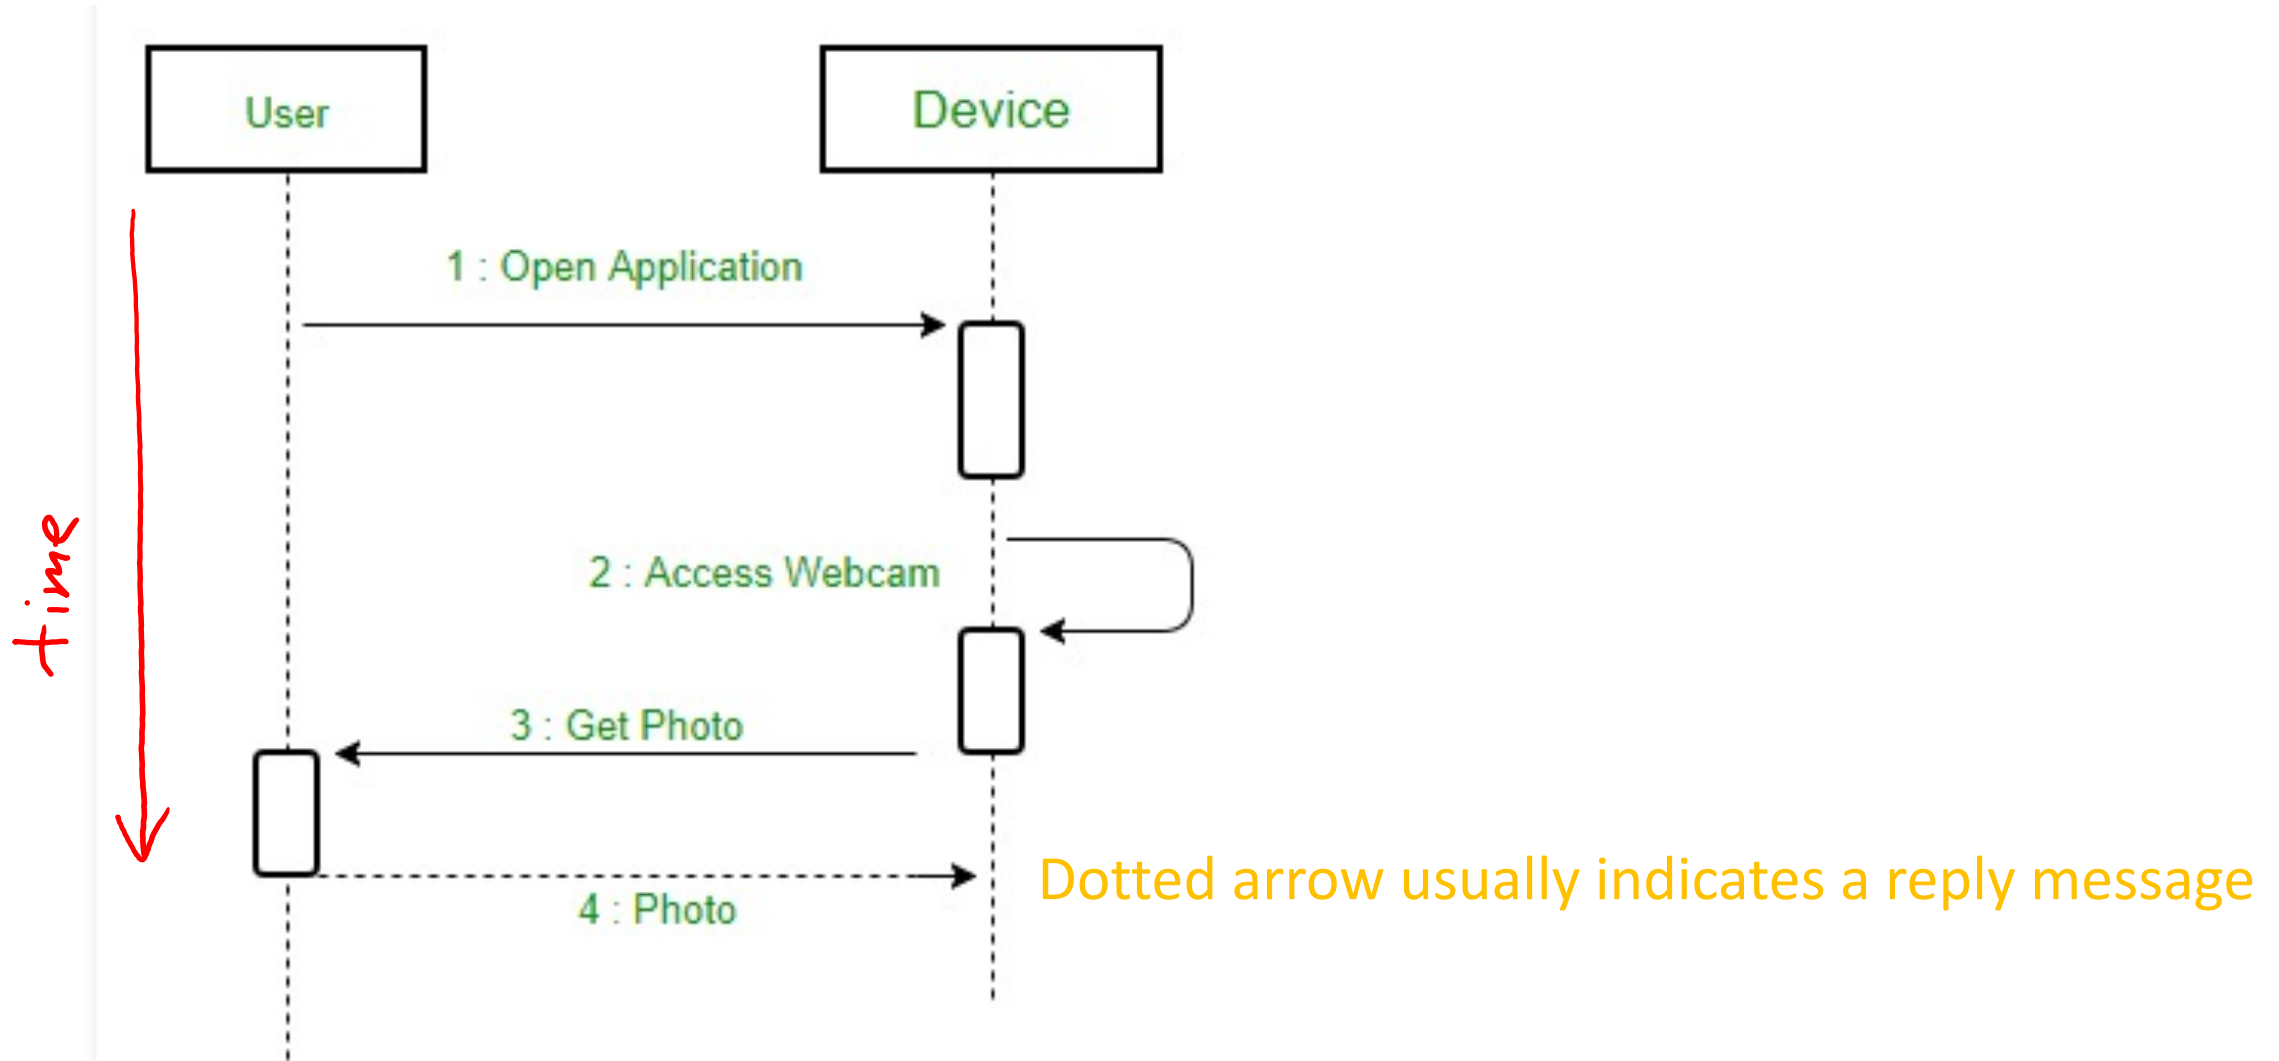 User
Device
1 : Open Application
time
2 : Access Webcam
3 : Get Photo
Dotted arrow usually indicates a reply message
4 : Photo